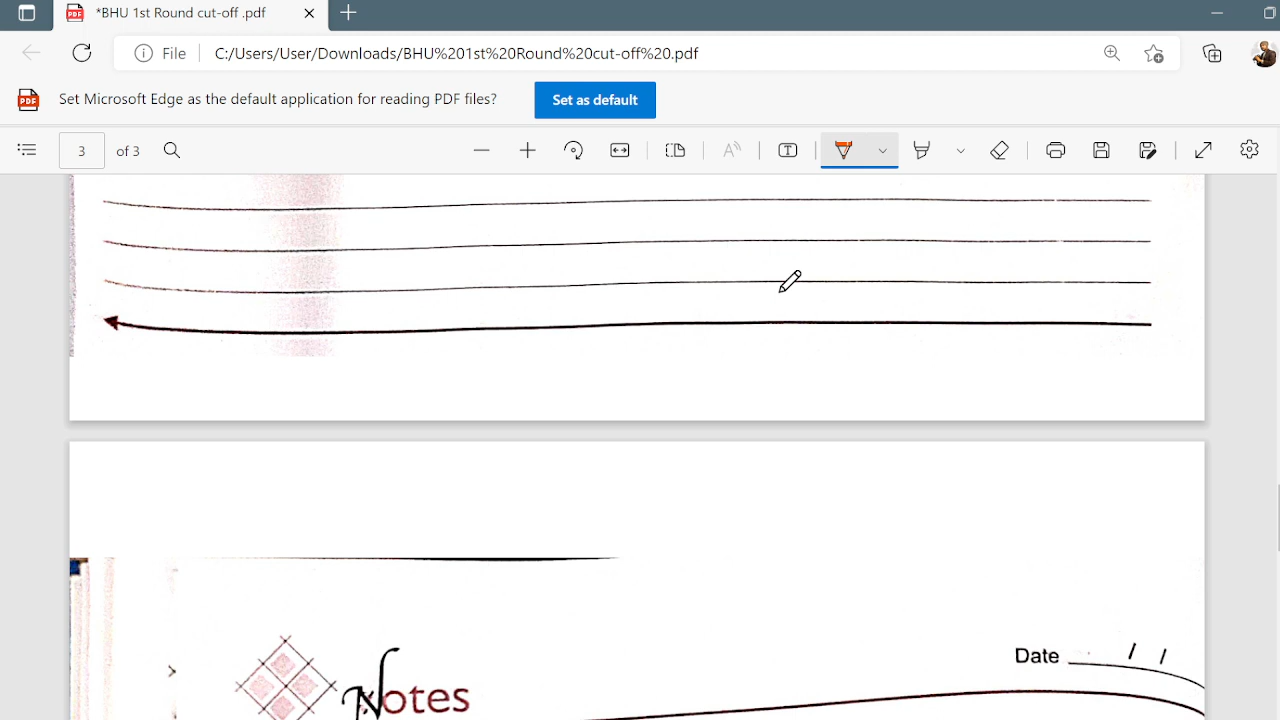 *BHU 1st Round cut-off .pdf
File C:/Users/User/Downloads/BHU%201st%20Round%20cut-off%20.pdf
Set Microsoft Edge as the default application for reading PDF files? Set as default
3 of 3
Date / /
Notes